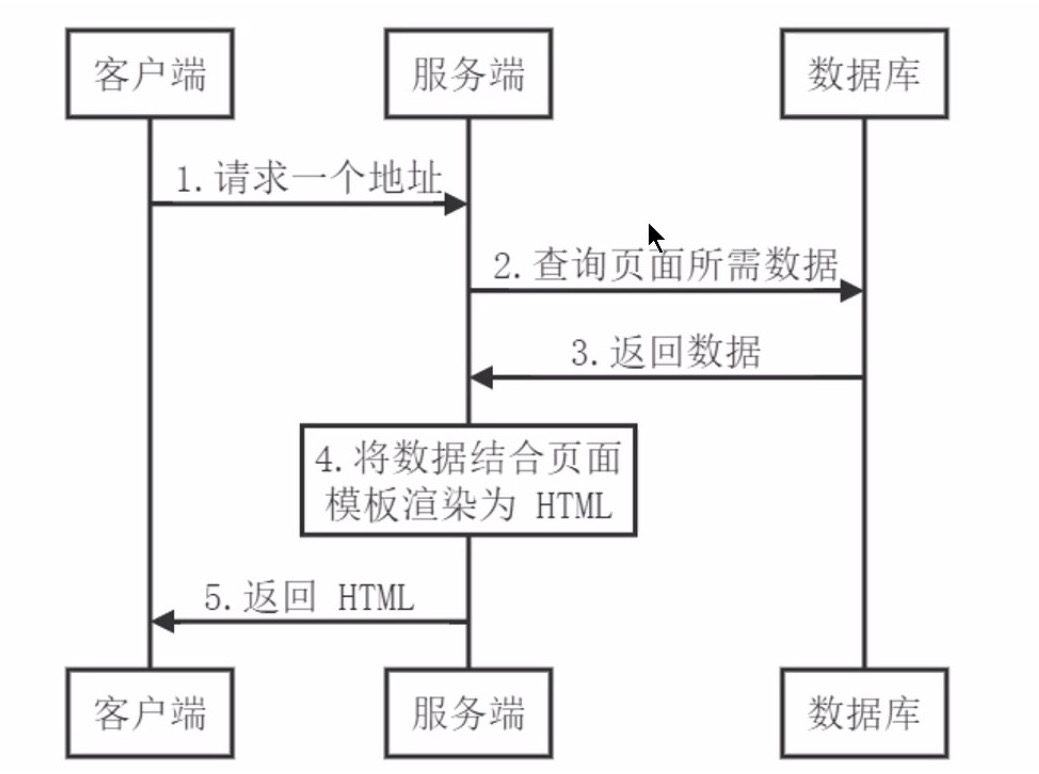 客户端
服务端
数据库
1.请求一个地址
2.查询页面所需数据
3.返回数据
4.将数据结合页面
模板渲染为 HTML
5.返回 HTML
客户端
服务端
数据库